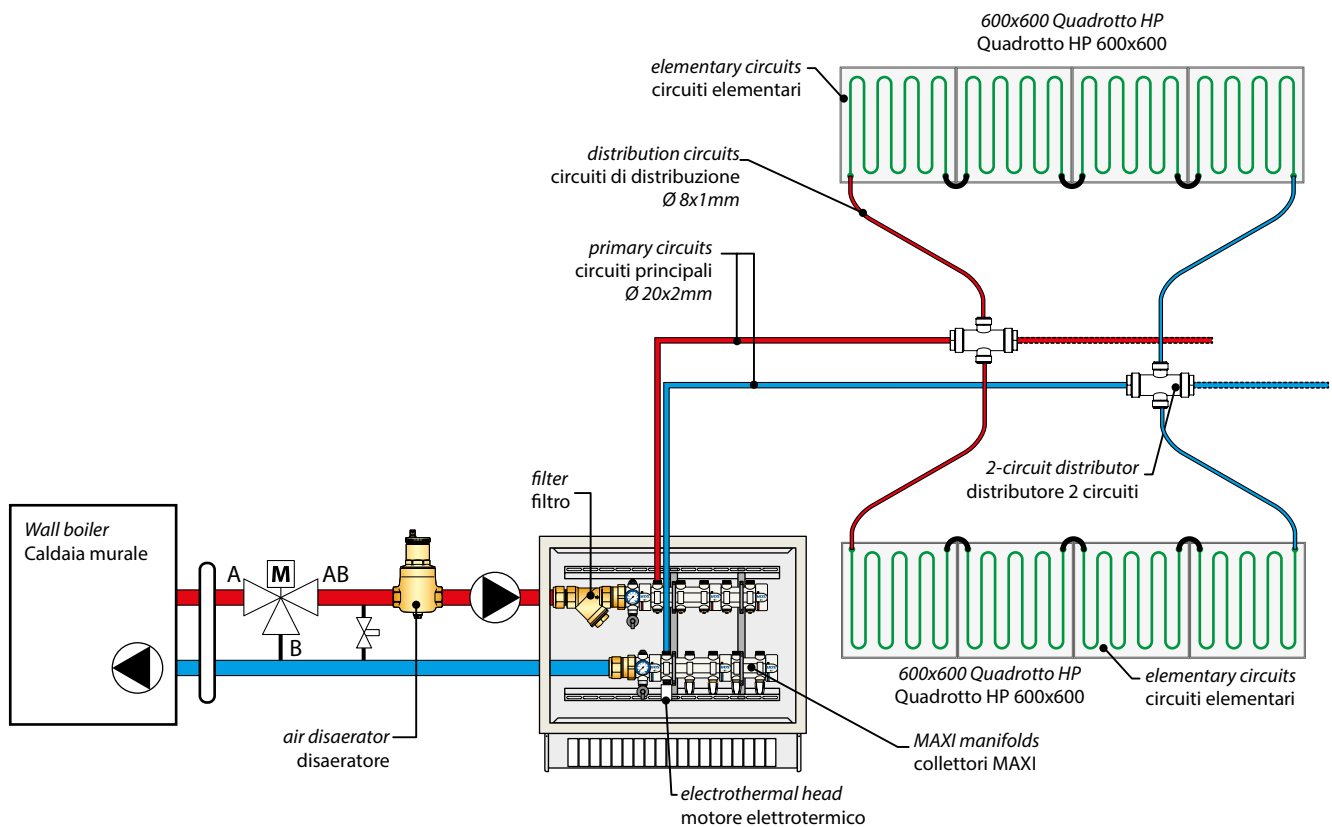 600x600 Quadrotto HP
Quadrotto HP 600x600
elementary circuits
circuiti elementari
distribution circuits
circuiti di distribuzione
Ø 8x1mm
primary circuits
circuiti principali
Ø 20x2mm
2-circuit distributor
distributore 2 circuiti
filter
filtro
Wall boiler
Caldaia murale
A
M
AB
B
air disaerator
disaeratore
600x600 Quadrotto HP
Quadrotto HP 600x600
elementary circuits
circuiti elementari
MAXI manifolds
collettori MAXI
electrothermal head
motore elettrotermico